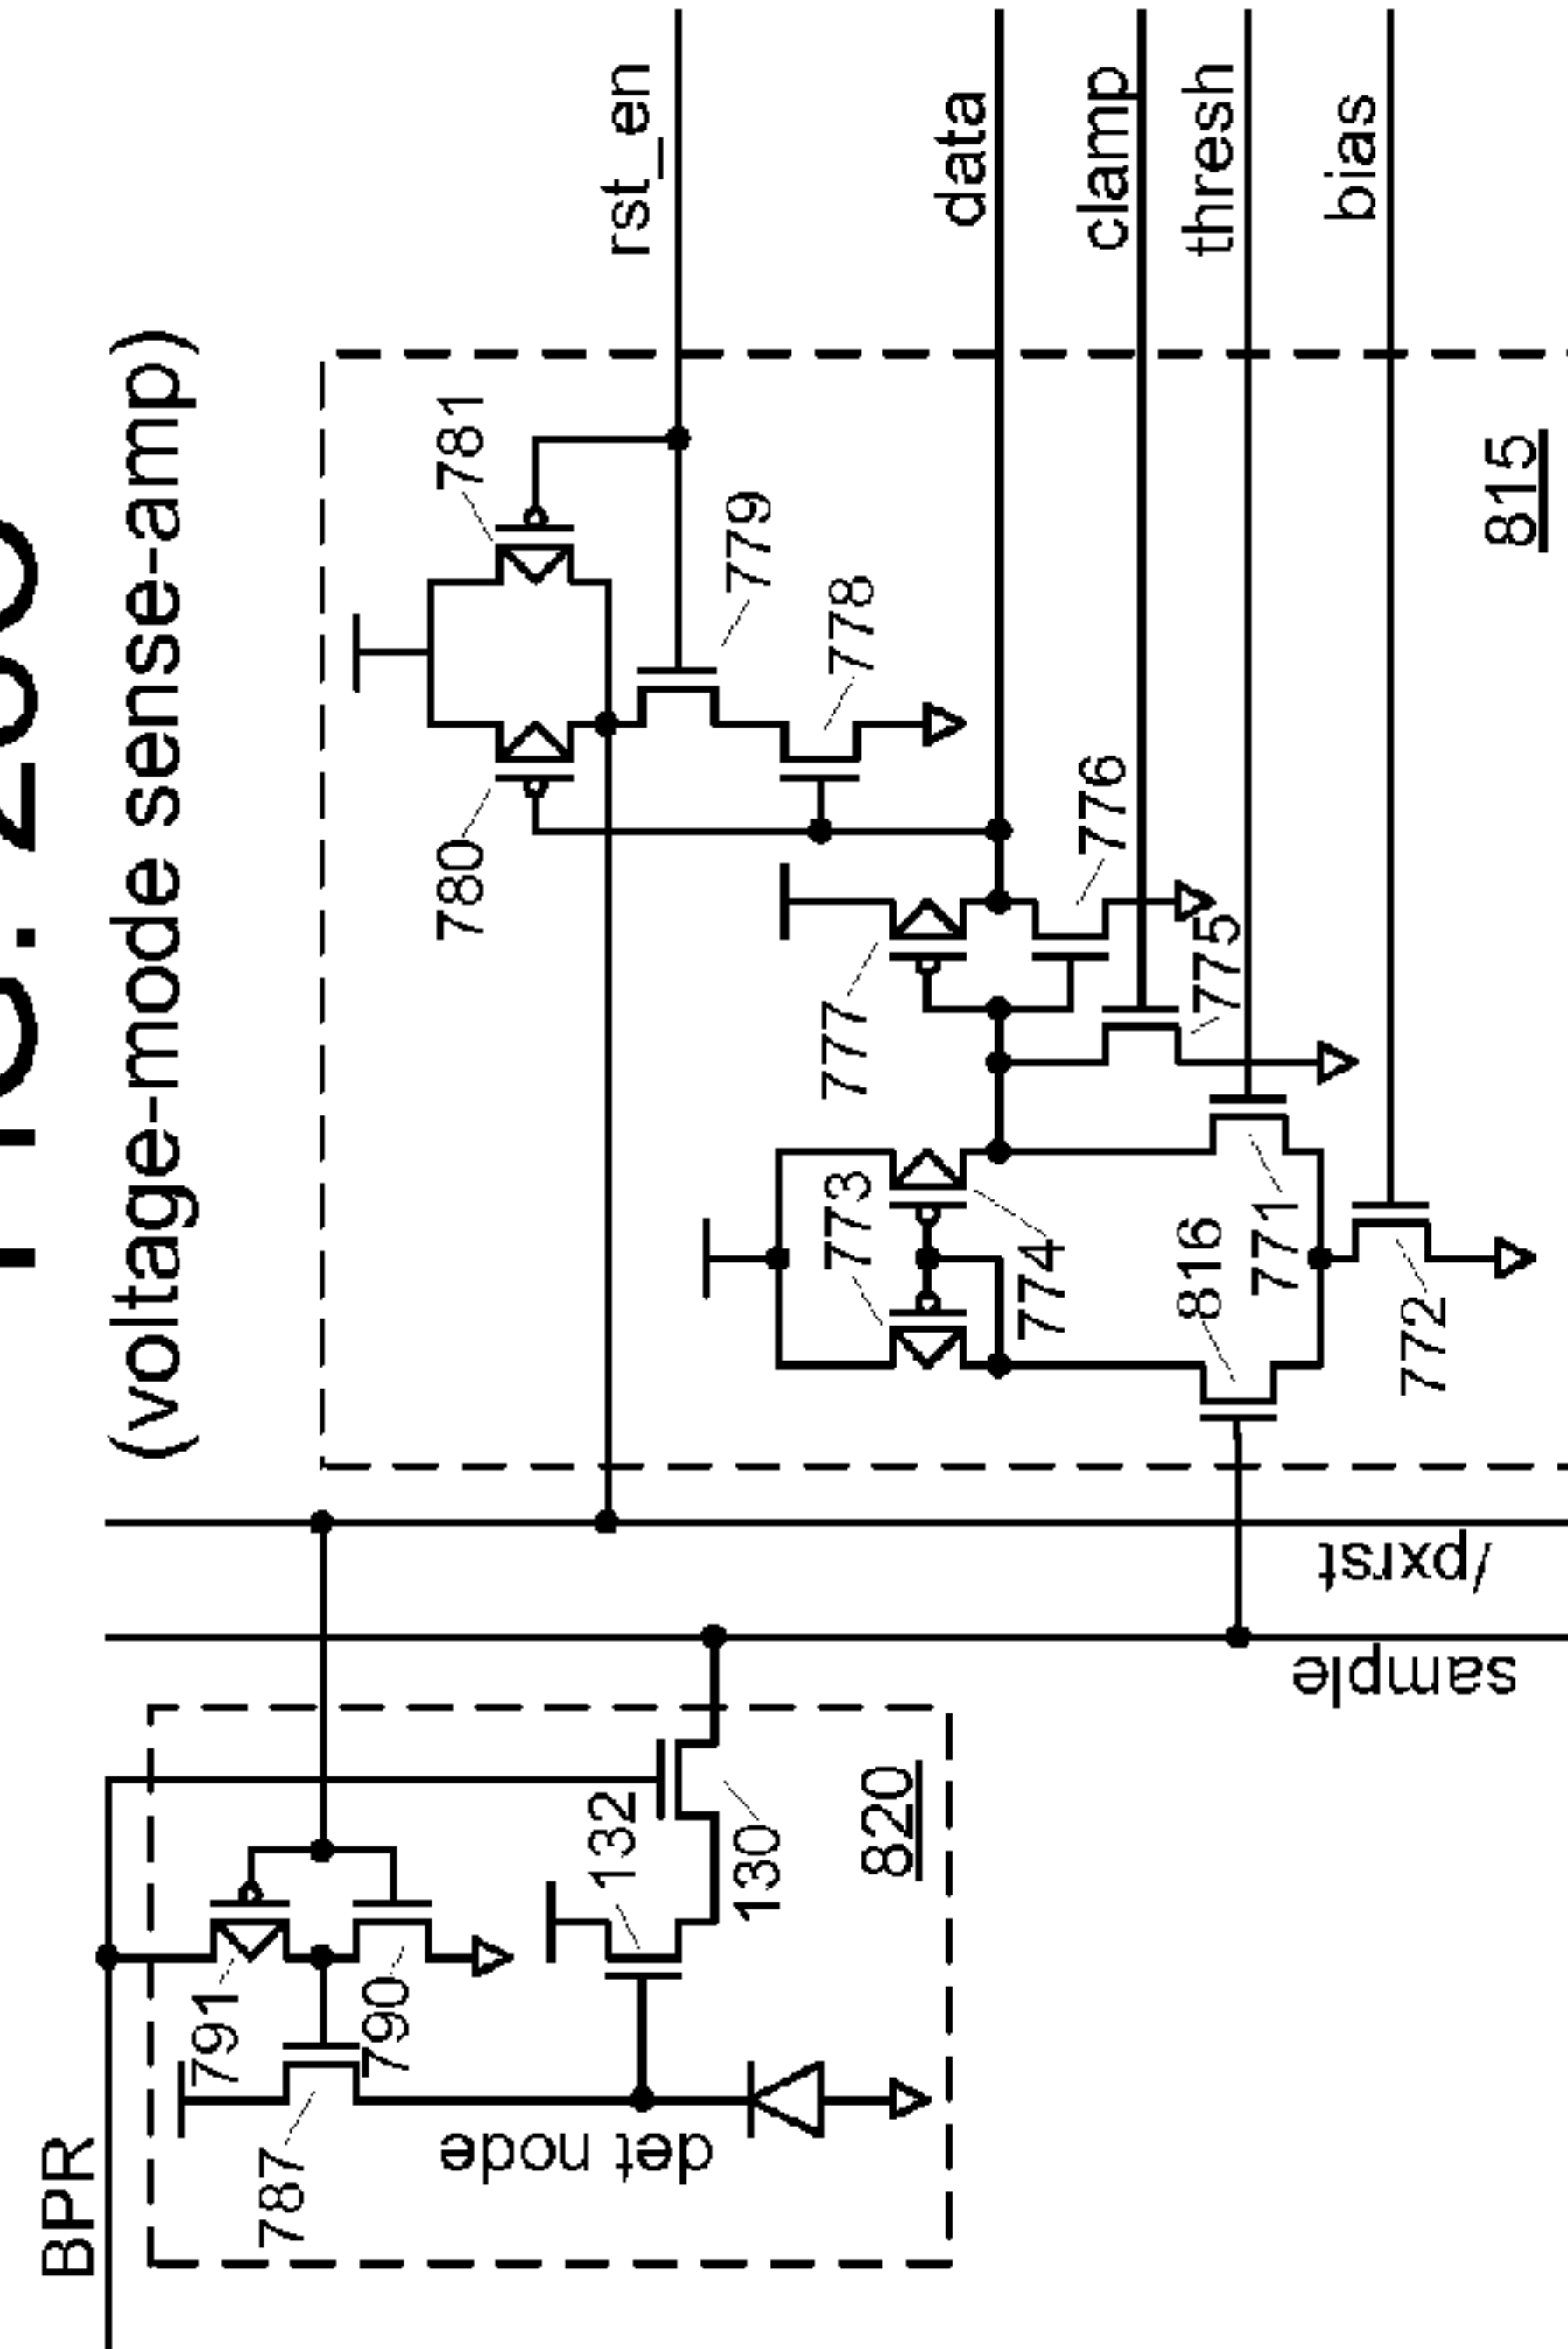 (voltage-mode sense-amp)
BPR
791
787
790
det node
132
130
820
sample
/pxrst
781
780
779
778
777
776
775
773
774
816
771
772
815
rst_en
data
clamp
thresh
bias